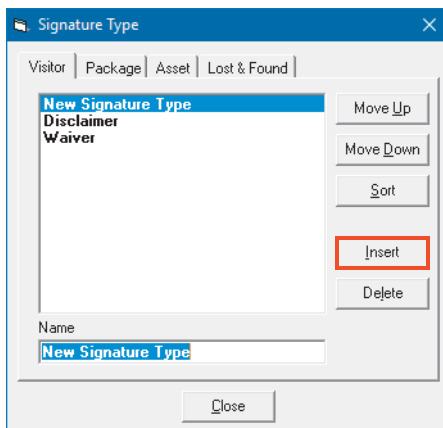 Signature Type
Visitor Package Asset Lost & Found
New Signature Type
Disclaimer
Waiver
Move Up
Move Down
Sort
Insert
Delete
Name
New Signature Type
Close